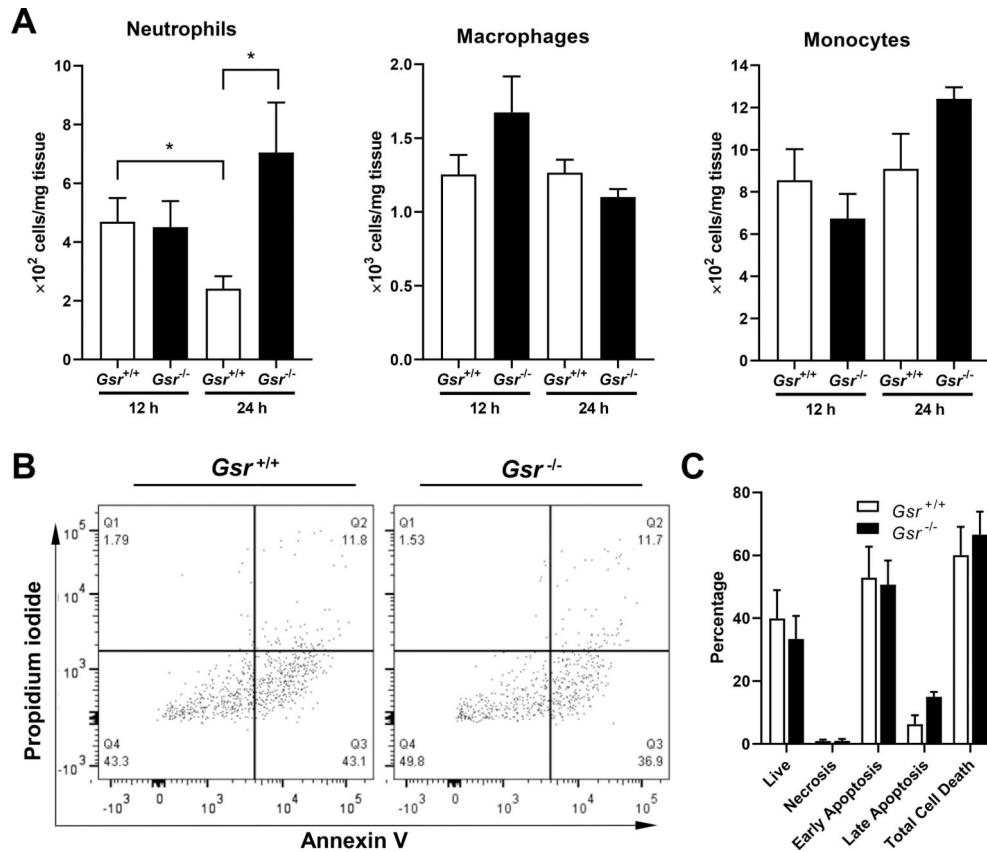 A
Neutrophils
×10² cells/mg tissue
10
8
6
4
2
0
*
*
Gsr+/+ Gsr-/- Gsr+/+ Gsr-/-
12 h 24 h
Macrophages
×10³ cells/mg tissue
2.0
1.5
1.0
0.5
0.0
Gsr+/+ Gsr-/- Gsr+/+ Gsr-/-
12 h 24 h
Monocytes
×10² cells/mg tissue
14
12
10
8
6
4
2
0
Gsr+/+ Gsr-/- Gsr+/+ Gsr-/-
12 h 24 h
B
Gsr+/+ Gsr-/-
Propidium iodide
10⁵
10⁴
10³
0
-10³
Q1
1.79
Q2
11.8
Q4
43.3
Q3
43.1
-10³ 0 10³ 10⁴ 10⁵
Q1
1.53
Q2
11.7
Q4
49.8
Q3
36.9
-10³ 0 10³ 10⁴ 10⁵
Annexin V
C
Percentage
80
60
40
20
0
Gsr+/+
Gsr-/-
Live
Necrosis
Early Apoptosis
Late Apoptosis
Total Cell Death